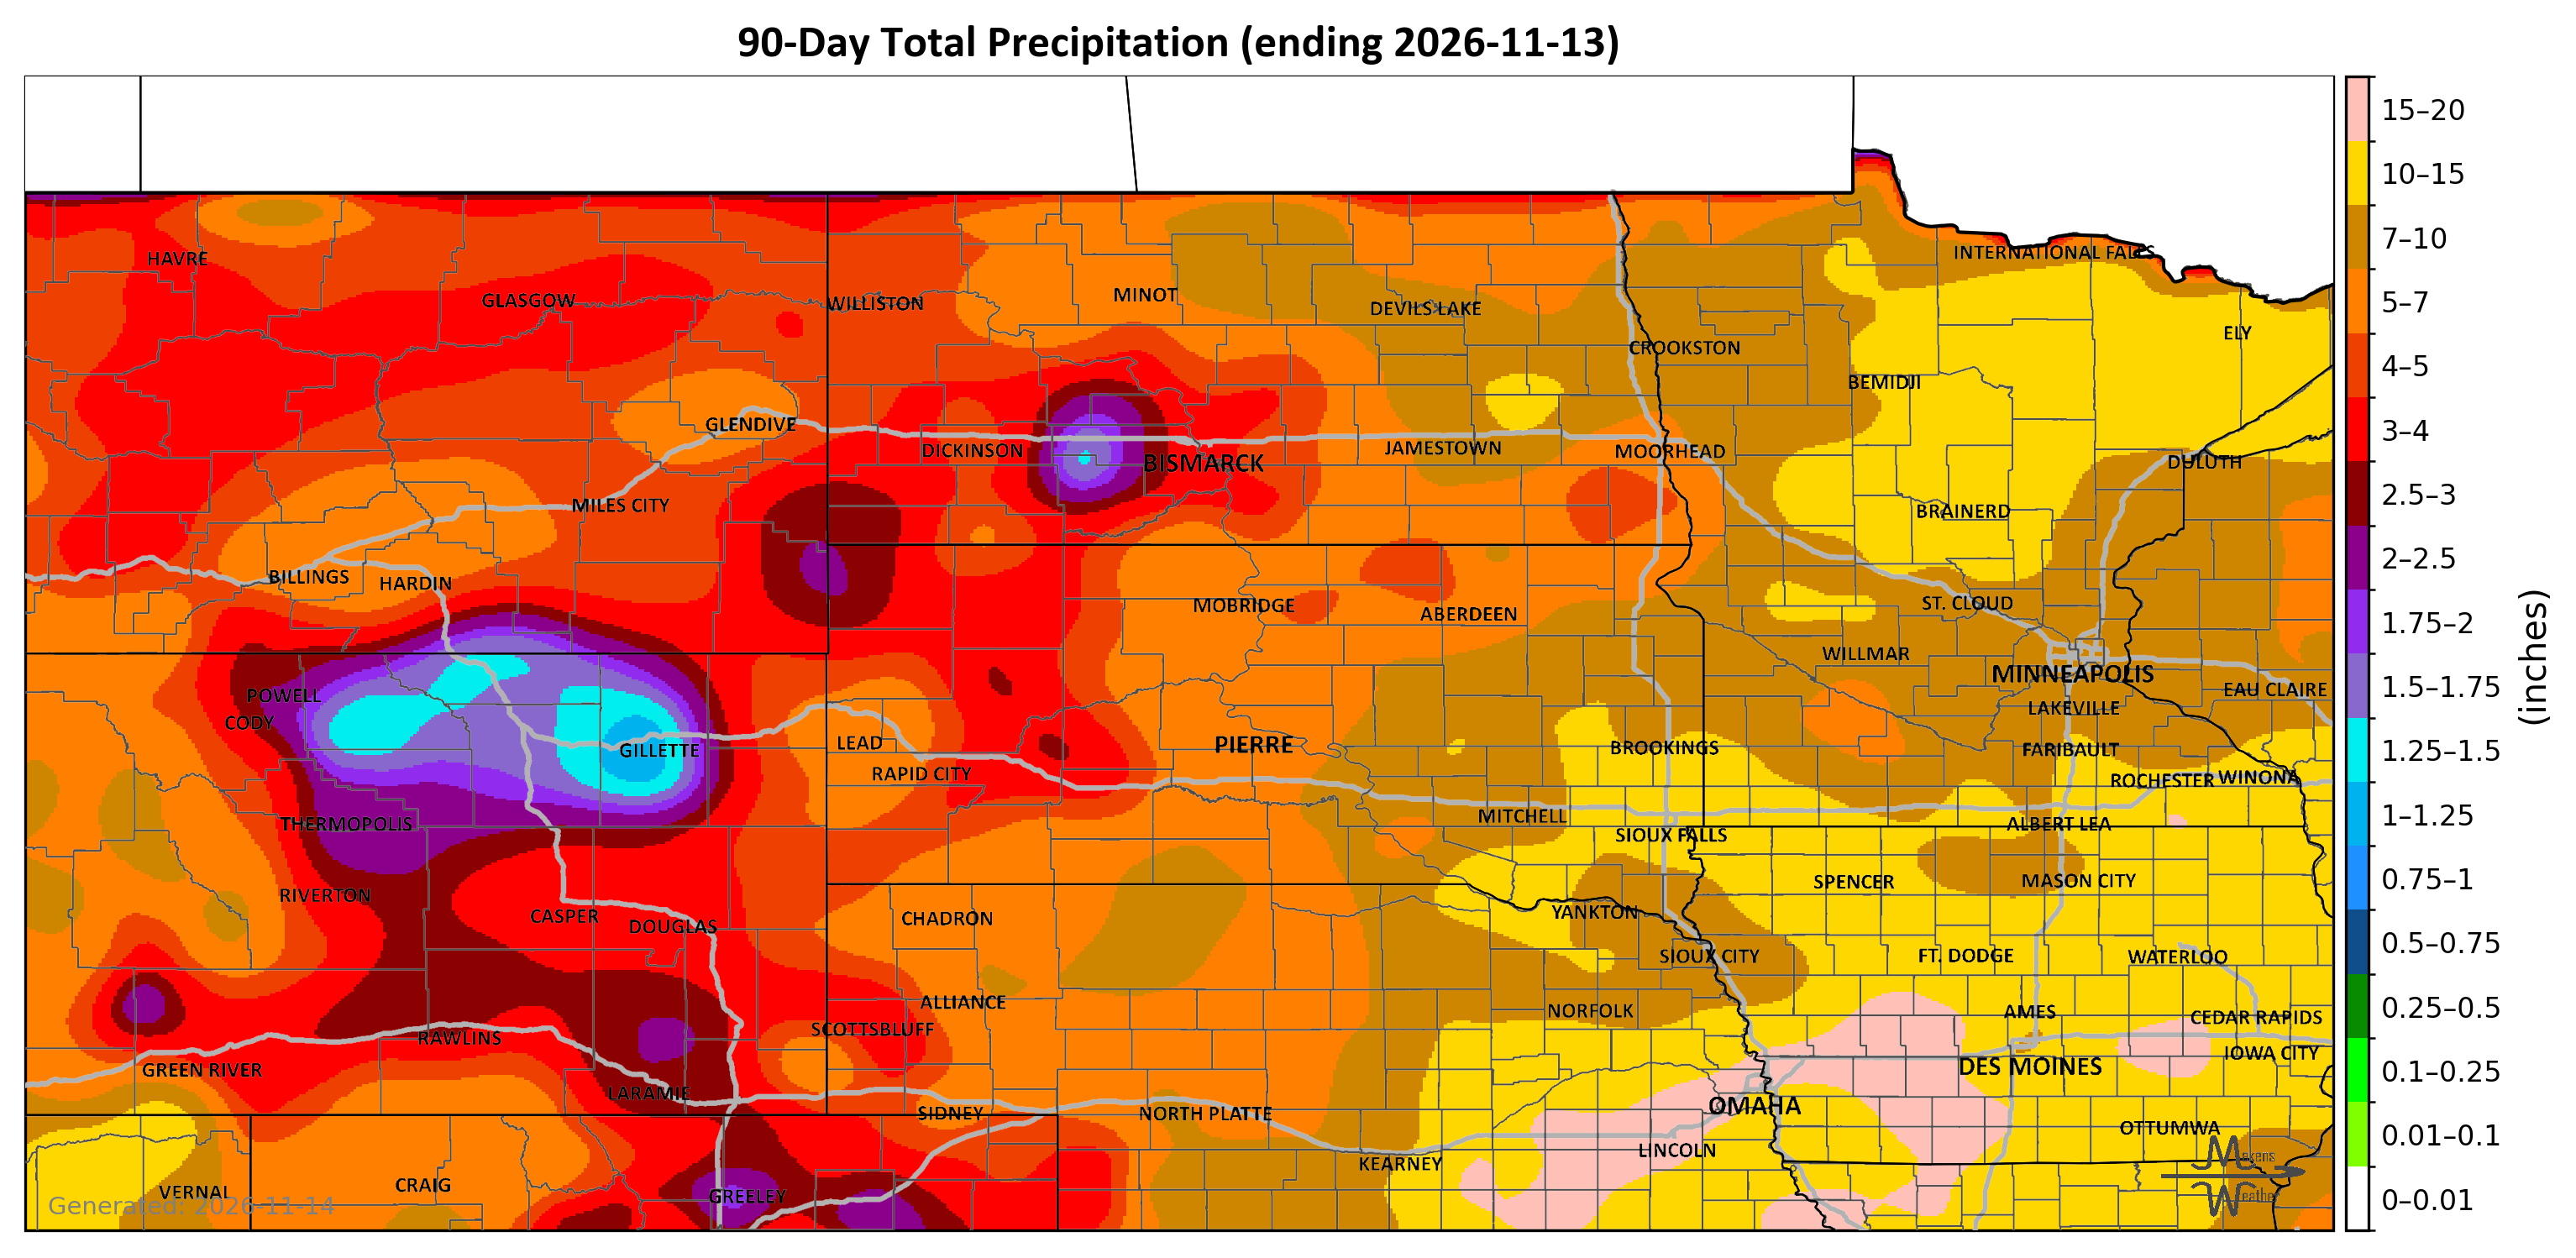 90-Day Total Precipitation (ending 2026-11-13)
15–20
10–15
7–10
5–7
4–5
3–4
2.5–3
2–2.5
1.75–2
1.5–1.75
1.25–1.5
1–1.25
0.75–1
0.5–0.75
0.25–0.5
0.1–0.25
0.01–0.1
0–0.01
(inches)
HAVRE
INTERNATIONAL FALLS
GLASGOW
WILLISTON
MINOT
DEVILS LAKE
ELY
CROOKSTON
BEMIDJI
GLENDIVE
DICKINSON
BISMARCK
JAMESTOWN
MOORHEAD
DULUTH
MILES CITY
BRAINERD
BILLINGS
HARDIN
MOBRIDGE
ABERDEEN
ST. CLOUD
WILLMAR
MINNEAPOLIS
EAU CLAIRE
POWELL
CODY
LAKEVILLE
GILLETTE
LEAD
PIERRE
BROOKINGS
FARIBAULT
RAPID CITY
ROCHESTER
WINONA
THERMOPOLIS
MITCHELL
SIOUX FALLS
ALBERT LEA
RIVERTON
SPENCER
MASON CITY
CASPER
DOUGLAS
CHADRON
YANKTON
SIOUX CITY
FT. DODGE
WATERLOO
ALLIANCE
NORFOLK
AMES
CEDAR RAPIDS
SCOTTSBLUFF
RAWLINS
IOWA CITY
GREEN RIVER
DES MOINES
LARAMIE
SIDNEY
NORTH PLATTE
OMAHA
OTTUMWA
LINCOLN
KEARNEY
VERNAL
CRAIG
GREELEY
Generated: 2026-11-14
Makens
Weather